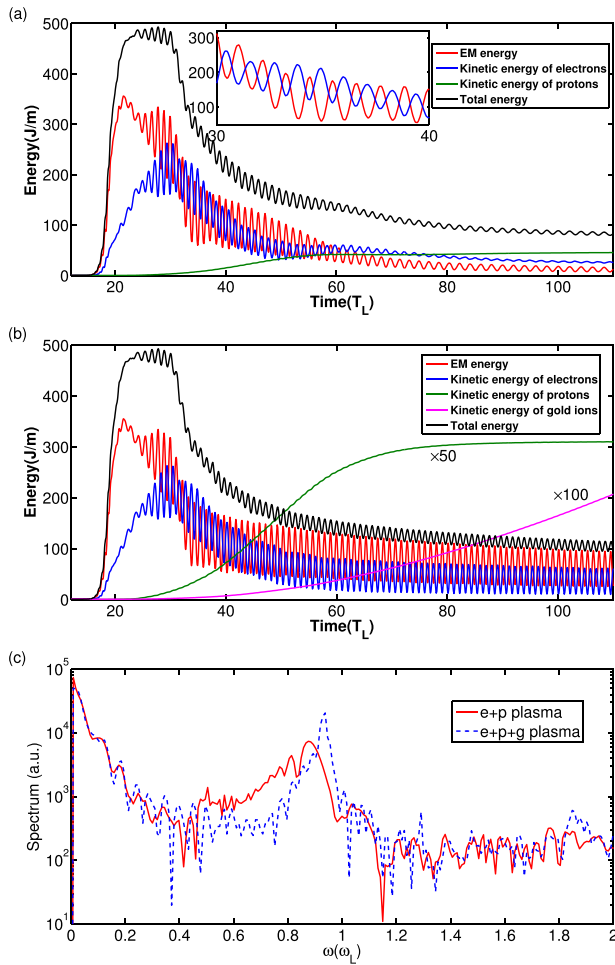 (a)
500
400
300
200
100
0
20
40
60
80
100
Time(T_L)
Energy(J/m)
300
200
100
30
40
EM energy
Kinetic energy of electrons
Kinetic energy of protons
Total energy
(b)
500
400
300
200
100
0
20
40
60
80
100
Time(T_L)
Energy(J/m)
EM energy
Kinetic energy of electrons
Kinetic energy of protons
Kinetic energy of gold ions
Total energy
×50
×100
(c)
10^5
10^4
10^3
10^2
10^1
0
0.2
0.4
0.6
0.8
1
1.2
1.4
1.6
1.8
2
ω(ω_L)
Spectrum (a.u.)
e+p plasma
e+p+g plasma